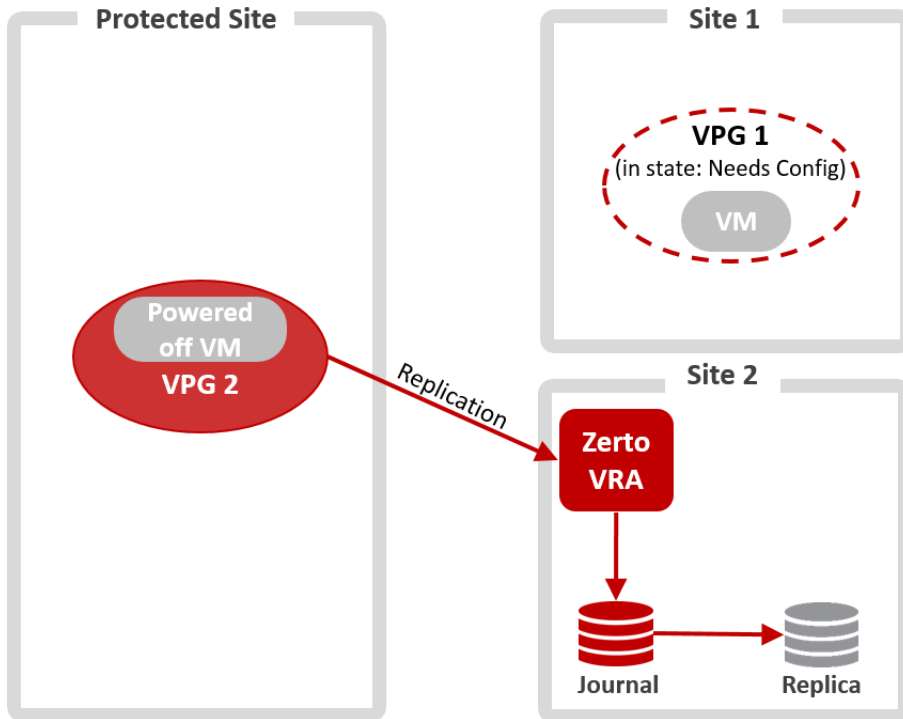 Protected Site
Powered
off VM
VPG 2
Replication
Site 1
VPG 1
(in state: Needs Config)
VM
Site 2
Zerto
VRA
Journal
Replica